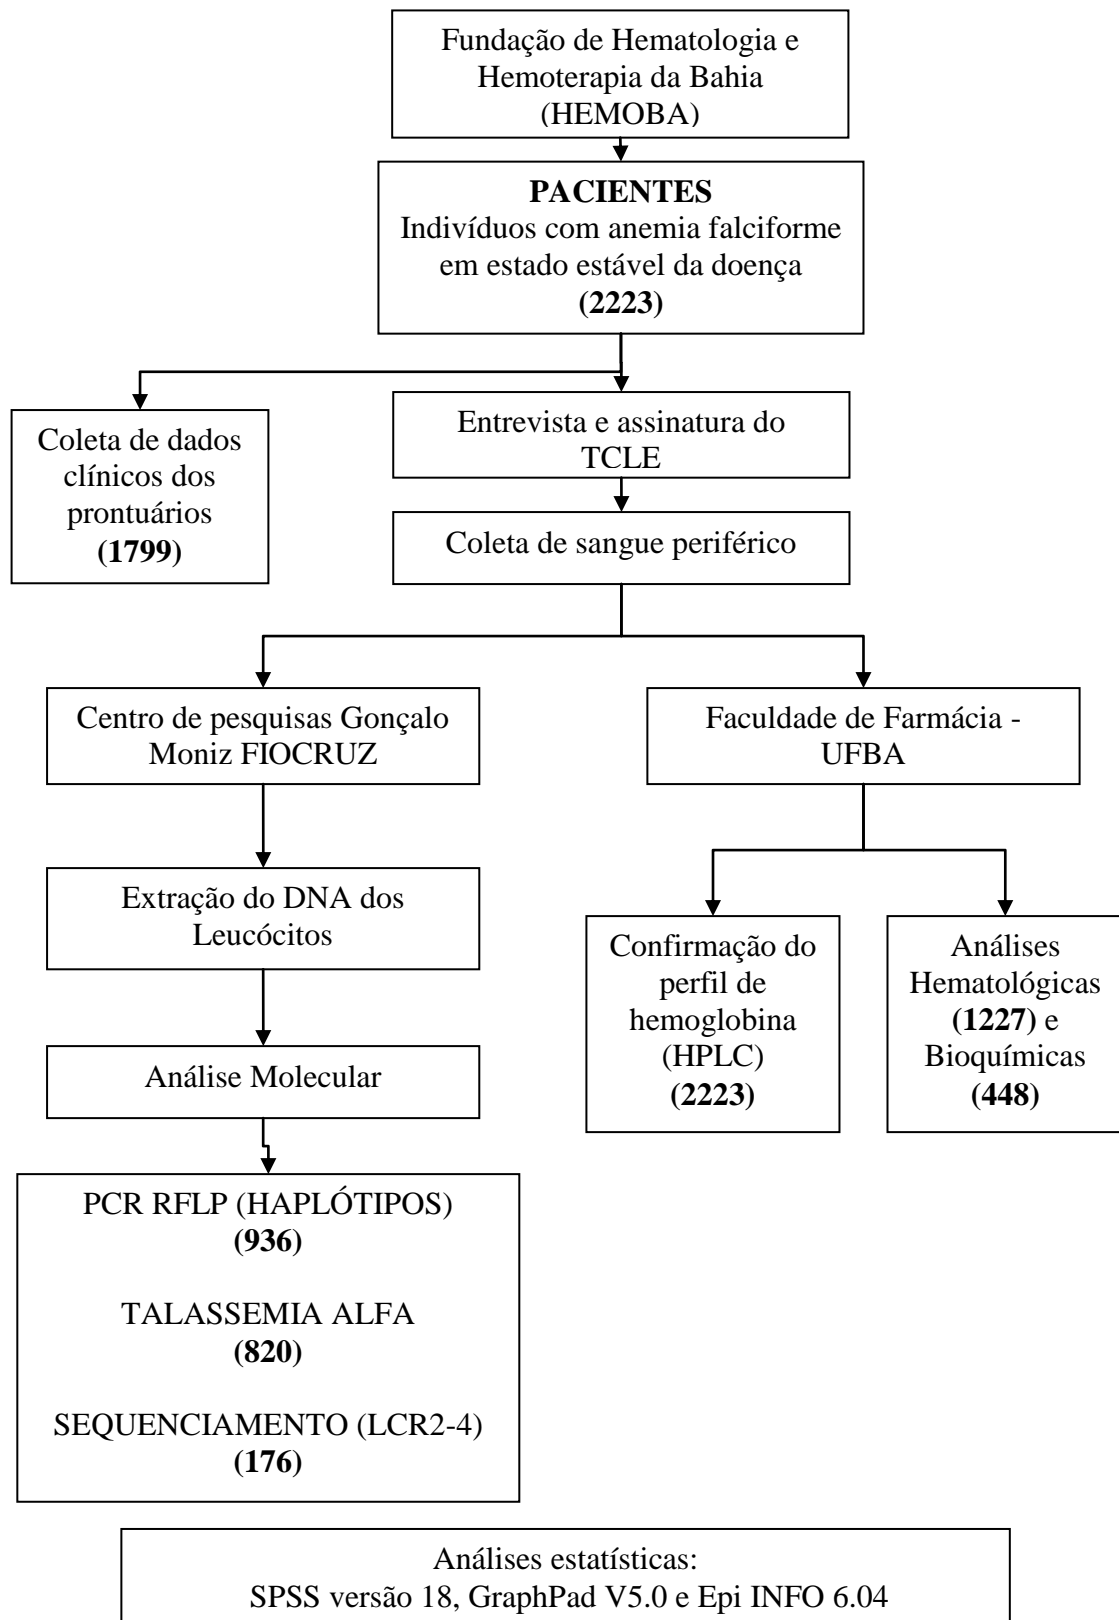 Fundação de Hematologia e
Hemoterapia da Bahia
(HEMOBA)
PACIENTES
Indivíduos com anemia falciforme
em estado estável da doença
(2223)
Coleta de dados
clínicos dos
prontuários
(1799)
Entrevista e assinatura do
TCLE
Coleta de sangue periférico
Centro de pesquisas Gonçalo
Moniz FIOCRUZ
Faculdade de Farmácia -
UFBA
Extração do DNA dos
Leucócitos
Confirmação do
perfil de
hemoglobina
(HPLC)
(2223)
Análises
Hematológicas
(1227) e
Bioquímicas
(448)
Análise Molecular
PCR RFLP (HAPLÓTIPOS)
(936)
TALASSEMIA ALFA
(820)
SEQUENCIAMENTO (LCR2-4)
(176)
Análises estatísticas:
SPSS versão 18, GraphPad V5.0 e Epi INFO 6.04